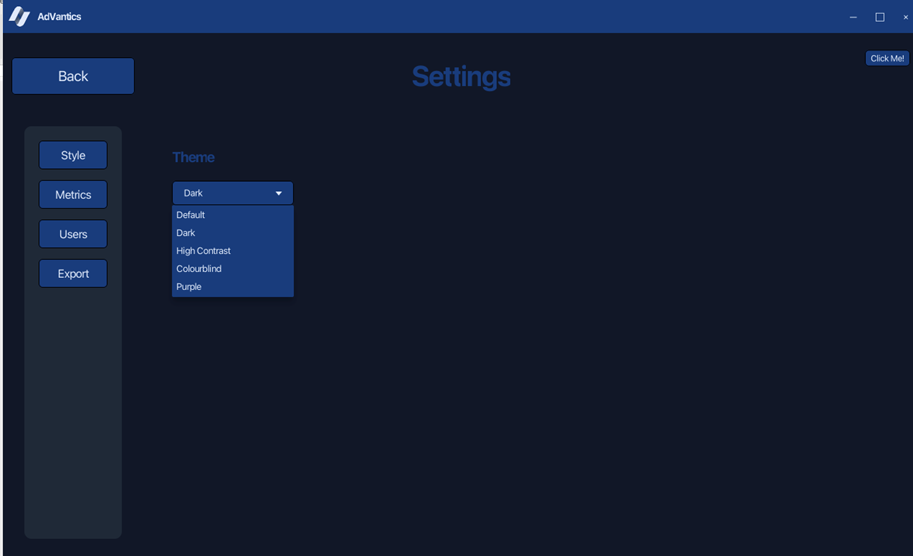 AdVantics
Click Me!
Back
Settings
Style
Metrics
Users
Export
Theme
Dark
Default
Dark
High Contrast
Colourblind
Purple